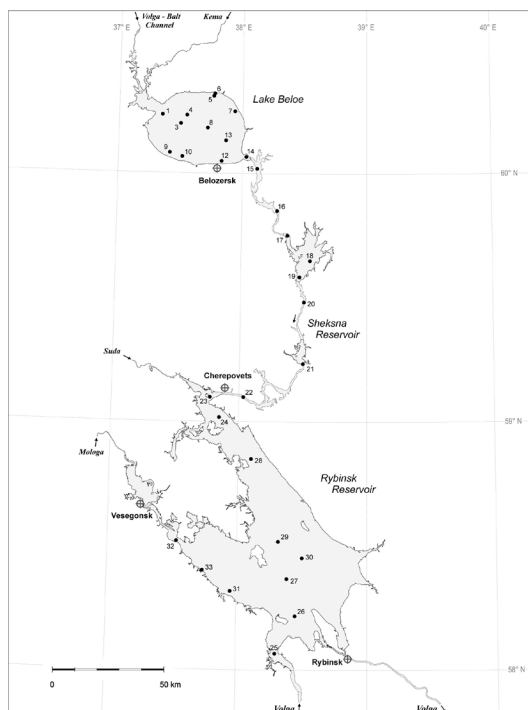 37° E
38° E
39° E
40° E
Volga - Balt
Channel
Kema
Lake Beloe
6
5
1
4
7
3
8
13
9
10
12
14
15
Belozersk
60° N
16
17
18
19
20
Sheksna
Reservoir
21
Suda
Cherepovets
23
22
24
59° N
Mologa
28
Rybinsk
Reservoir
Vesegonsk
32
29
30
33
27
31
26
25
Rybinsk
58° N
0
50 km
Volga
Volga